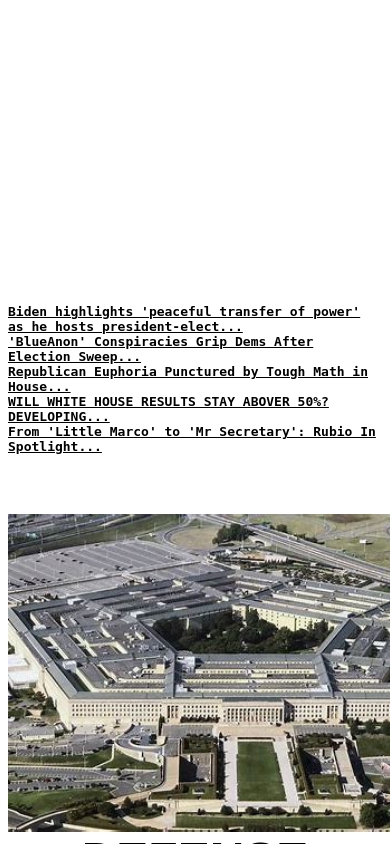 Biden highlights 'peaceful transfer of power'
as he hosts president-elect...
'BlueAnon' Conspiracies Grip Dems After
Election Sweep...
Republican Euphoria Punctured by Tough Math in
House...
WILL WHITE HOUSE RESULTS STAY ABOVER 50%?
DEVELOPING...
From 'Little Marco' to 'Mr Secretary': Rubio In
Spotlight...